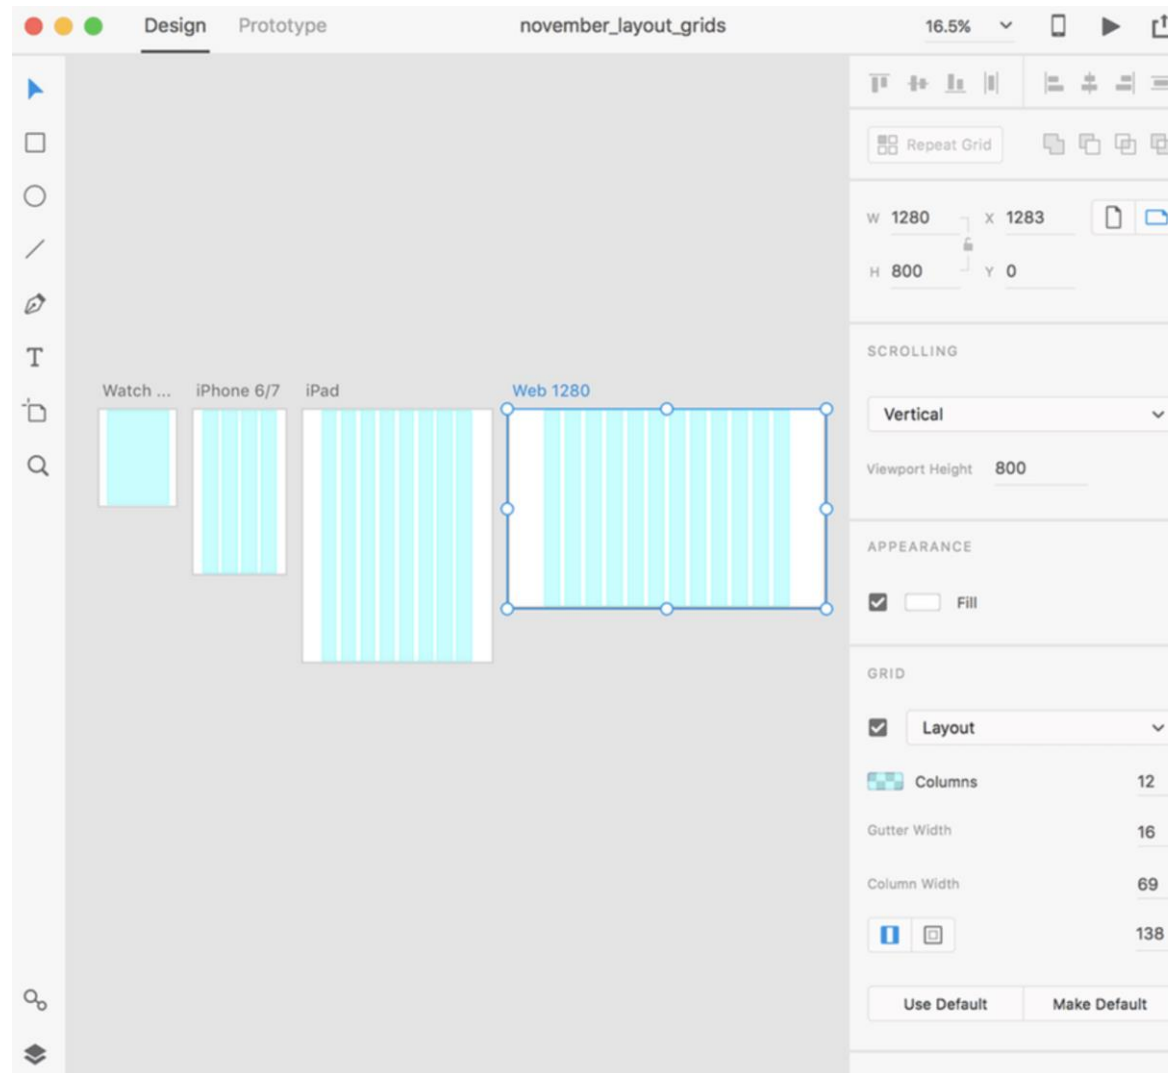 Design Prototype november_layout_grids 16.5%
Repeat Grid
W 1280 X 1283
H 800 Y 0
SCROLLING
Vertical
Viewport Height 800
APPEARANCE
Fill
GRID
Layout
Columns 12
Gutter Width 16
Column Width 69
138
Use Default Make Default
Watch ... iPhone 6/7 iPad Web 1280
T